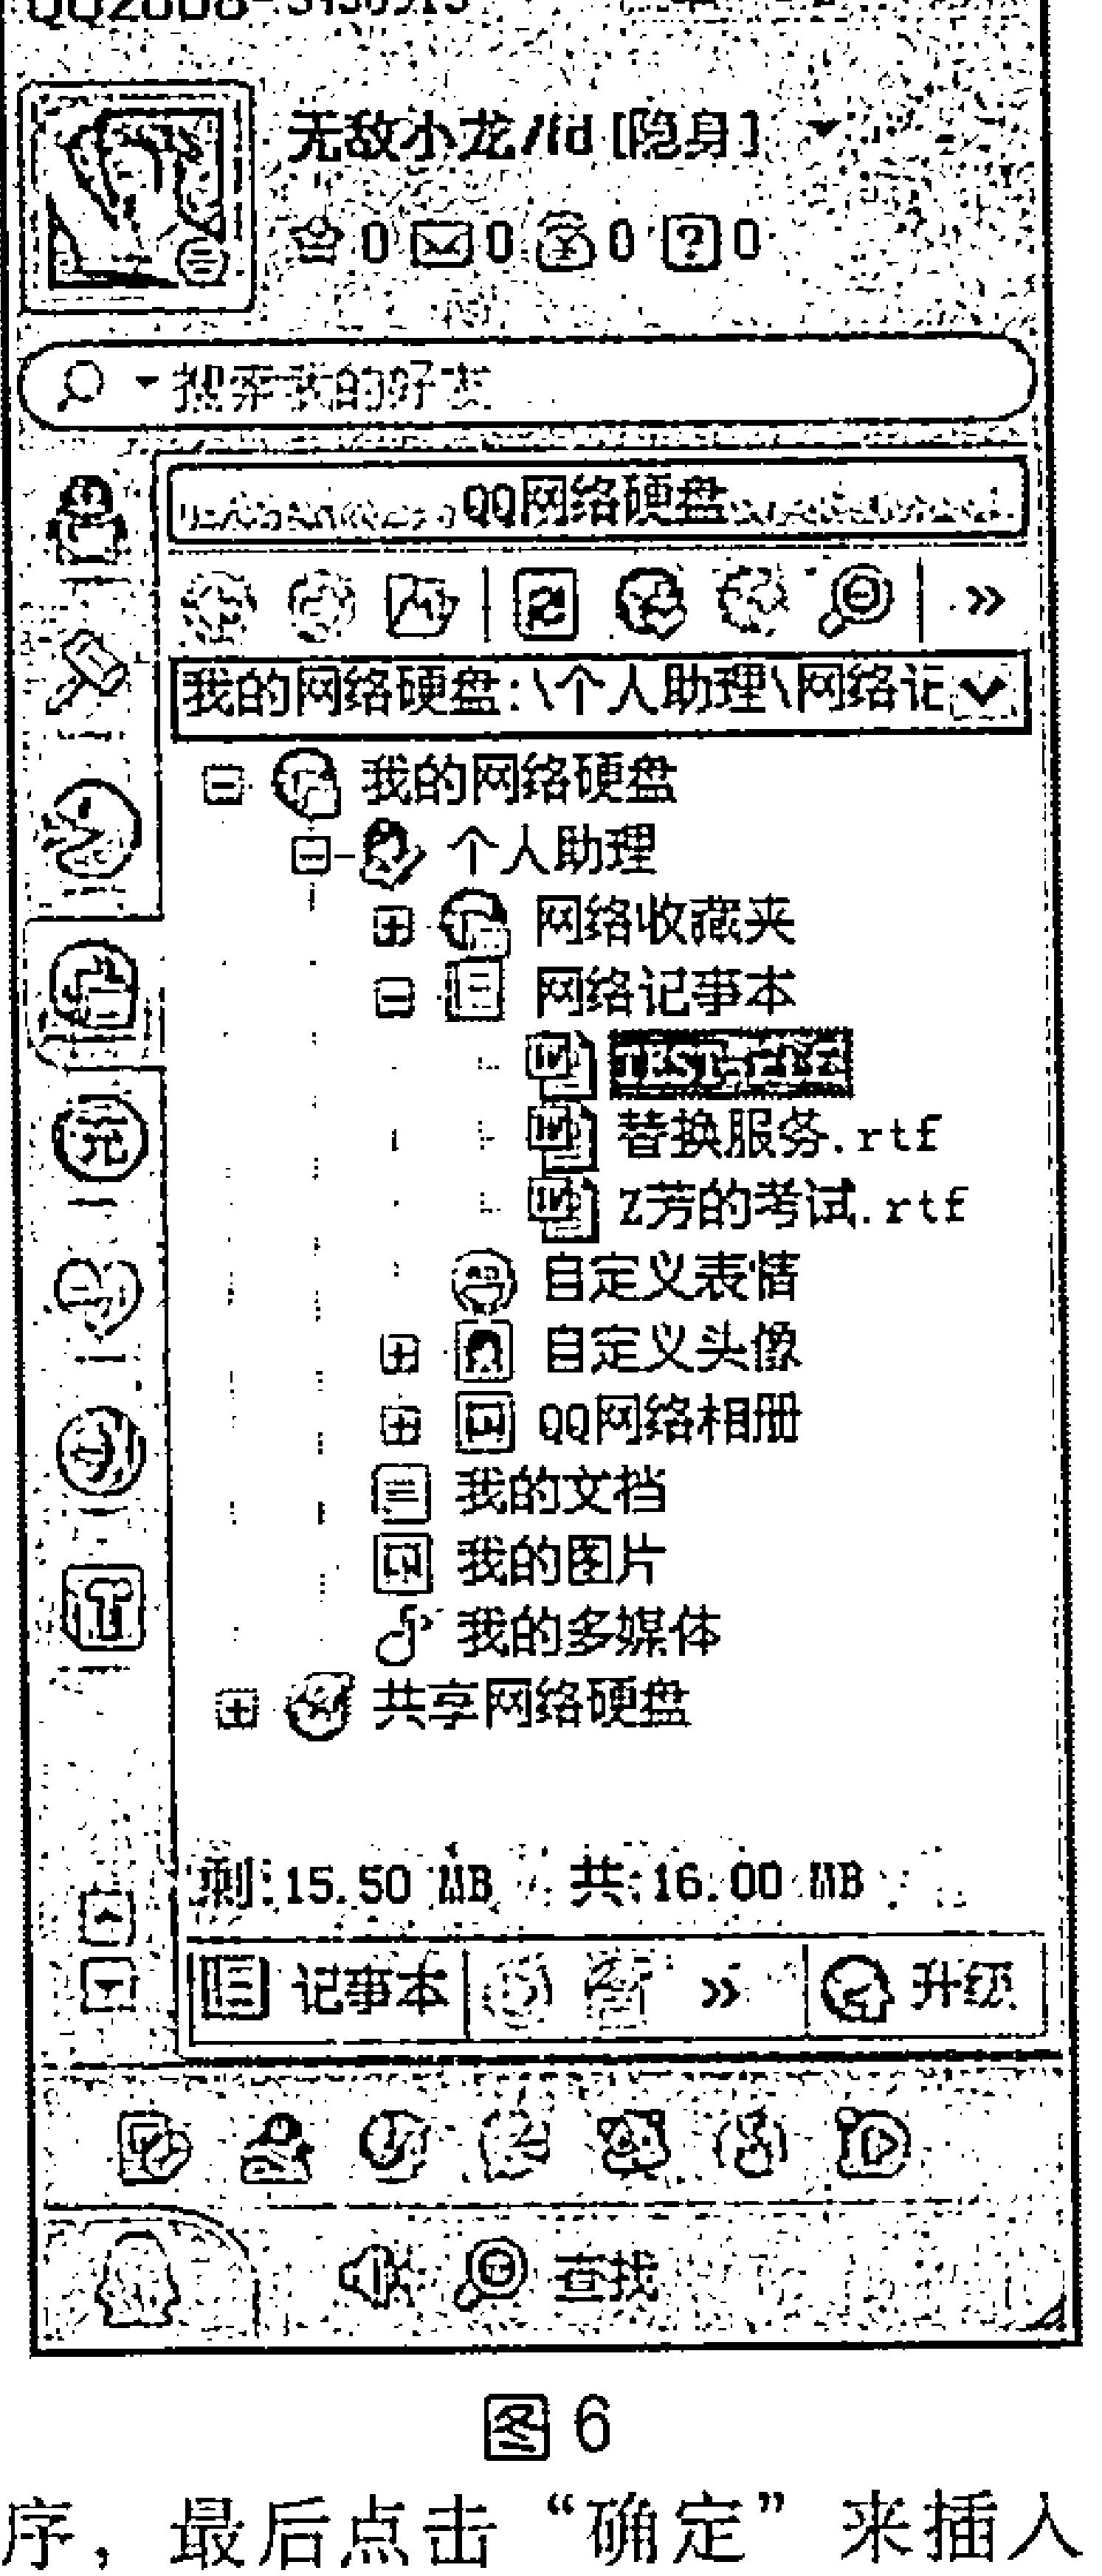 无敌小龙/ld [隐身]
0 0 0 0
搜索我的好友
QQ网络硬盘
我的网络硬盘:\个人助理\网络记
我的网络硬盘
个人助理
网络收藏夹
网络记事本
替换服务.rtf
Z芳的考试.rtf
自定义表情
自定义头像
QQ网络相册
我的文档
我的图片
我的多媒体
共享网络硬盘
剩:15.50 MB 共:16.00 MB
记事本 升级
查找
图 6
序，最后点击“确定”来插入